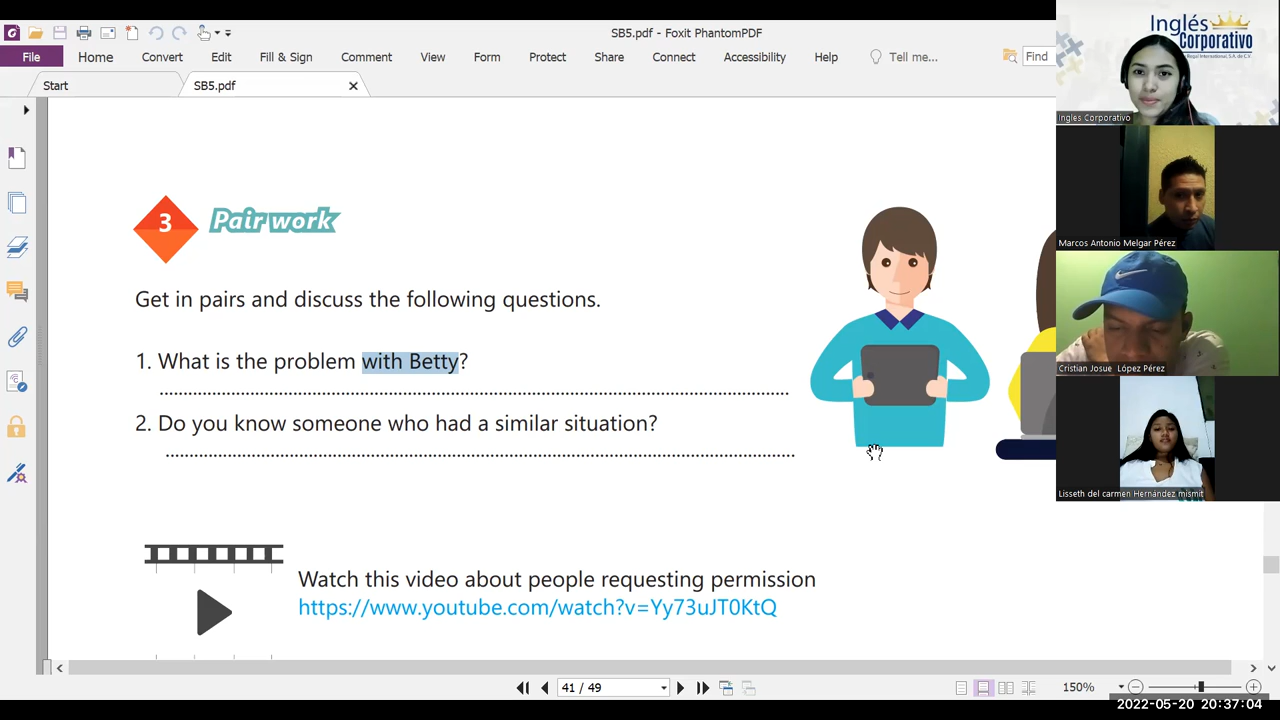 SB5.pdf - Foxit PhantomPDF
File Home Convert Edit Fill & Sign Comment View Form Protect Share Connect Accessibility Help Tell me... Find
Start SB5.pdf
3 Pair work
Get in pairs and discuss the following questions.
1. What is the problem with Betty?
2. Do you know someone who had a similar situation?
Watch this video about people requesting permission
https://www.youtube.com/watch?v=Yy73uJT0KtQ
41 / 49
150%
Inglés
Corporativo
Regal International, S.A. de C.V.
Ingles Corporativo
Marcos Antonio Melgar Pérez
Cristian Josue López Pérez
Lisseth del carmen Hernández mismit
2022-05-20 20:37:04